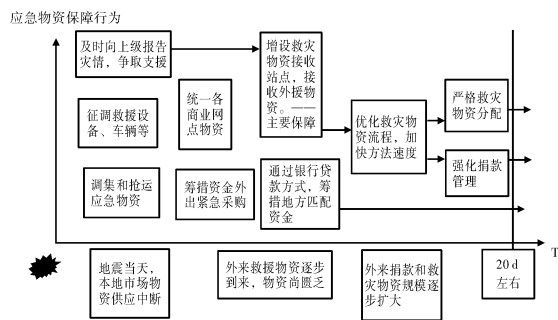 应急物资保障行为
及时向上级报告
灾情，争取支援
增设救灾
物资接收
站点，接
收外援物
资。——
主要保障
征调救援设
备、车辆等
统一各
商业网
点物资
优化救灾物
资流程，加
快方法速度
严格救灾
物资分配
调集和抢运
应急物资
筹措资金外
出紧急采购
通过银行贷
款方式，筹
措地方匹配
资金
强化捐款
管理
T
地震当天，
本地市场物
资供应中断
外来救援物资逐步
到来，物资尚匮乏
外来捐款和救
灾物资规模逐
步扩大
20 d
左右